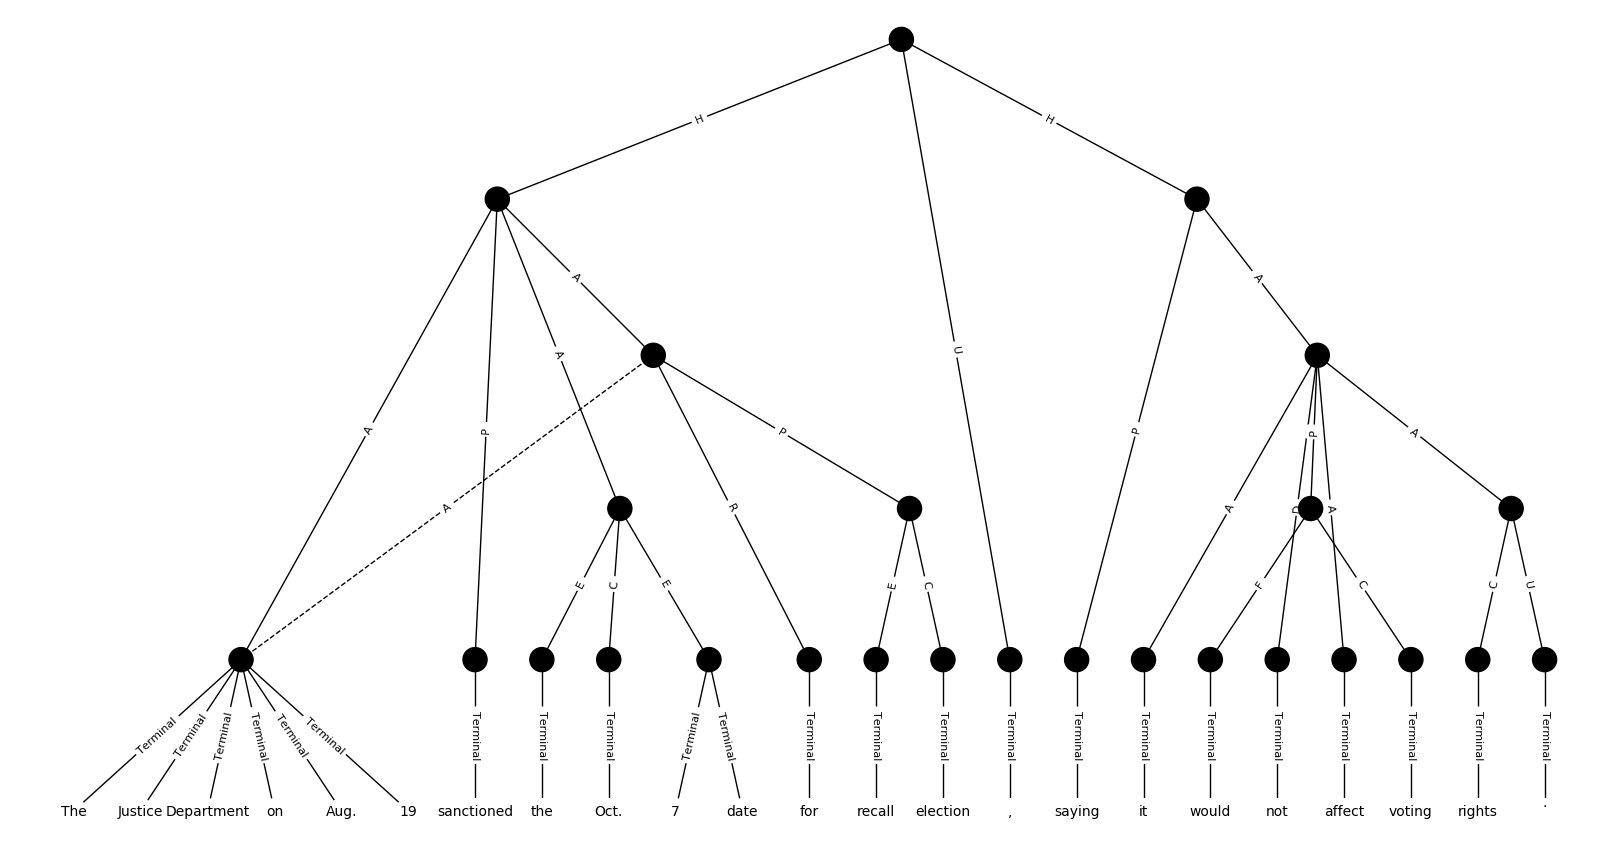 H H
A A
A U
A P P P A
A R A D A
E C E E C F C C U
Terminal Terminal Terminal Terminal Terminal Terminal Terminal Terminal Terminal Terminal Terminal Terminal Terminal Terminal Terminal Terminal Terminal Terminal Terminal Terminal Terminal Terminal Terminal
The Justice Department on Aug. 19 sanctioned the Oct. 7 date for recall election , saying it would not affect voting rights .